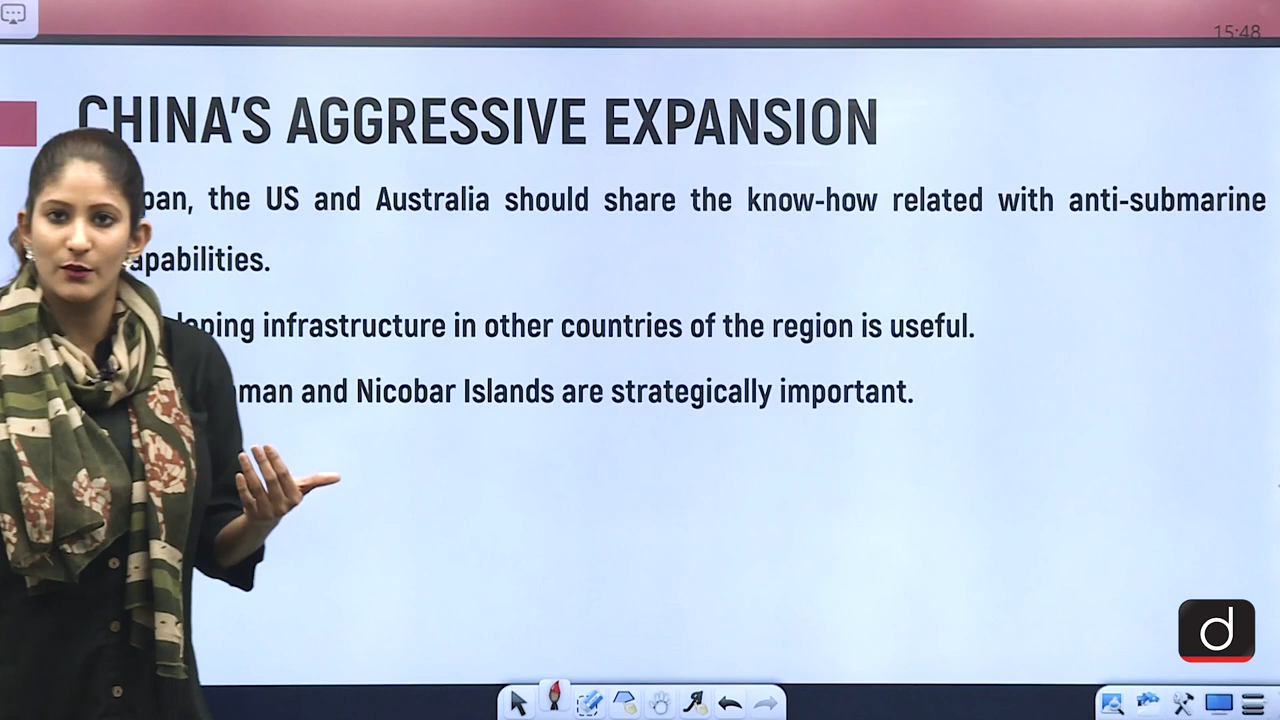 15:48
CHINA'S AGGRESSIVE EXPANSION
the US and Australia should share the know-how related with anti-submarine
infrastructure in other countries of the region is useful.
and Nicobar Islands are strategically important.
d